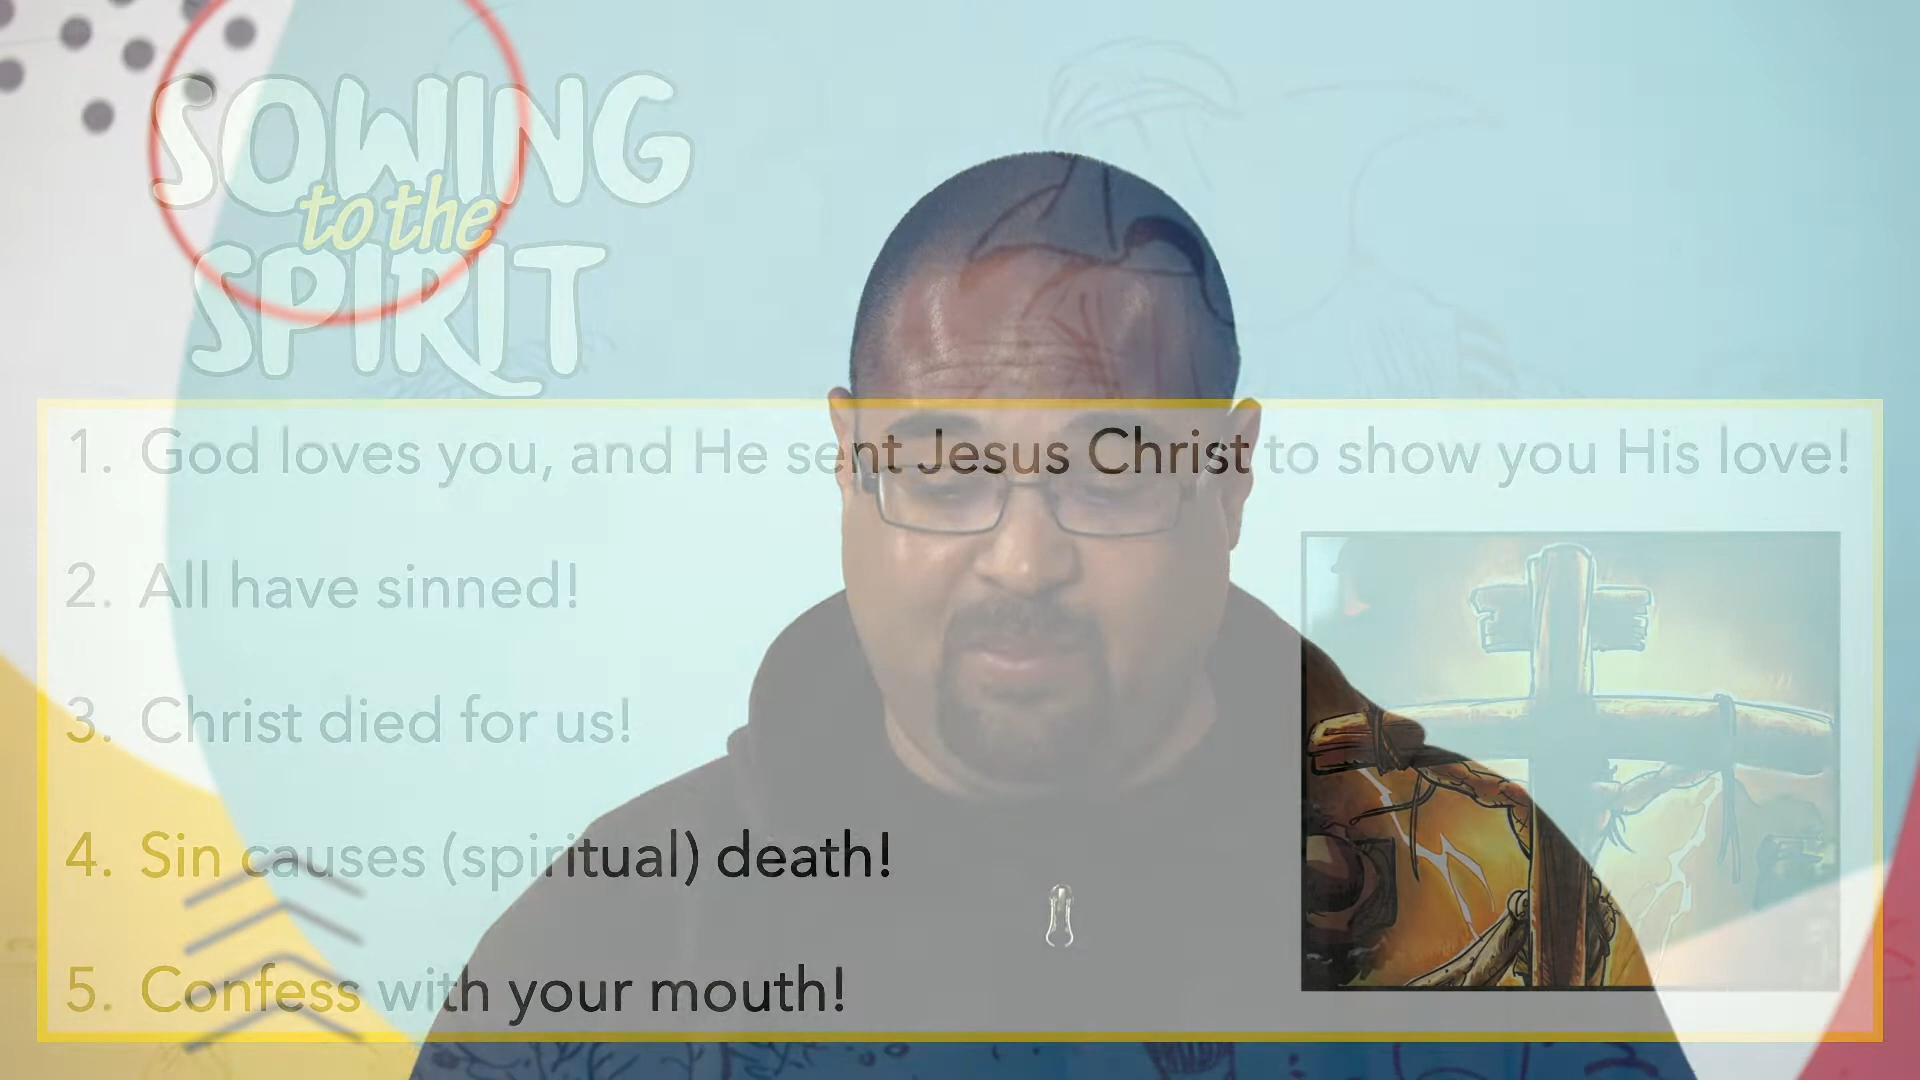 SOWING
to the
SPIRIT
1. God loves you, and He sent Jesus Christ to show you His love!
2. All have sinned!
3. Christ died for us!
4. Sin causes (spiritual) death!
5. Confess with your mouth!